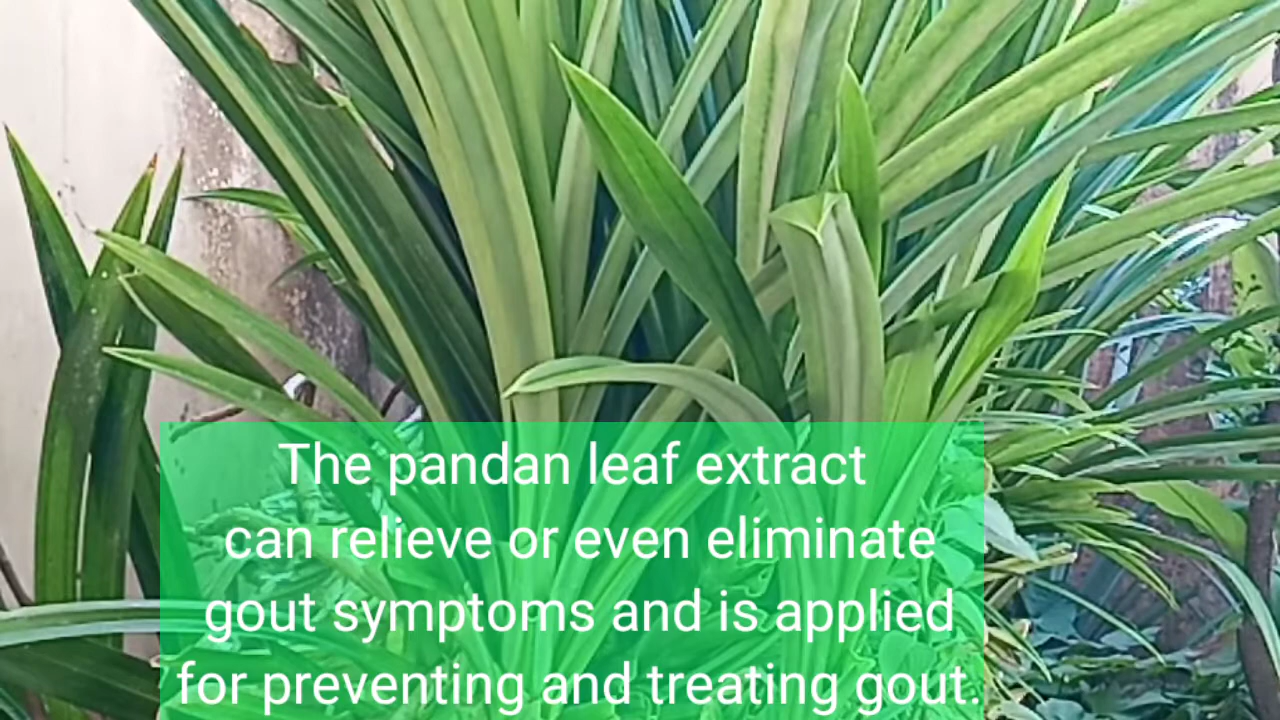 The pandan leaf extract
can relieve or even eliminate
gout symptoms and is applied
for preventing and treating gout.